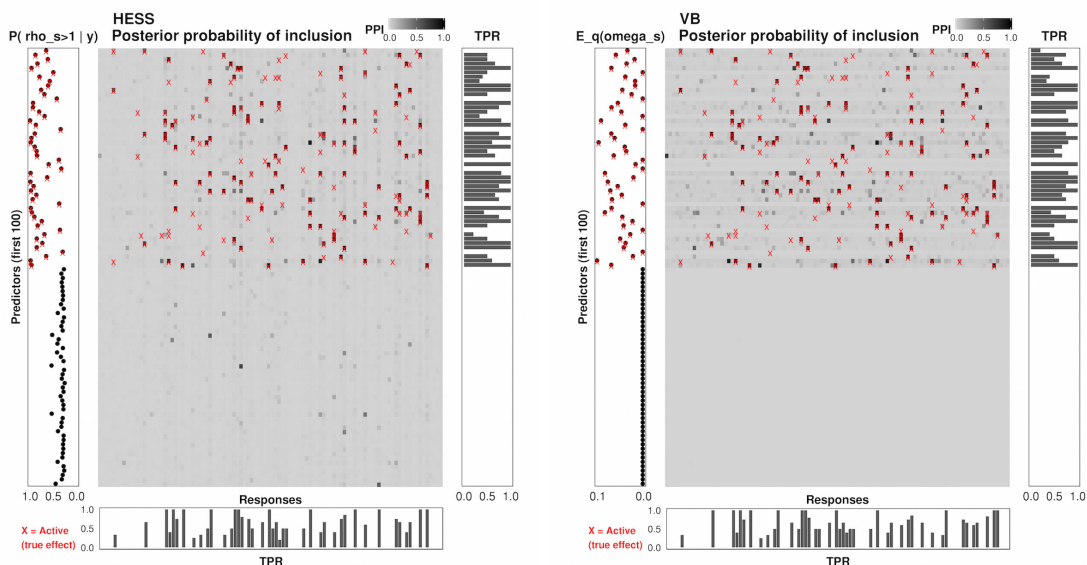 HESS
P( rho_s>1 | y)
Posterior probability of inclusion
PPI
0.0 0.5 1.0
TPR
Predictors (first 100)
1.0 0.5 0.0
0.0 0.5 1.0
Responses
X = Active
(true effect)
1.0
0.5
0.0
TPR
VB
E_q(omega_s)
Posterior probability of inclusion
PPI
0.0 0.5 1.0
TPR
Predictors (first 100)
0.1 0.0
0.0 0.5 1.0
Responses
X = Active
(true effect)
1.0
0.5
0.0
TPR